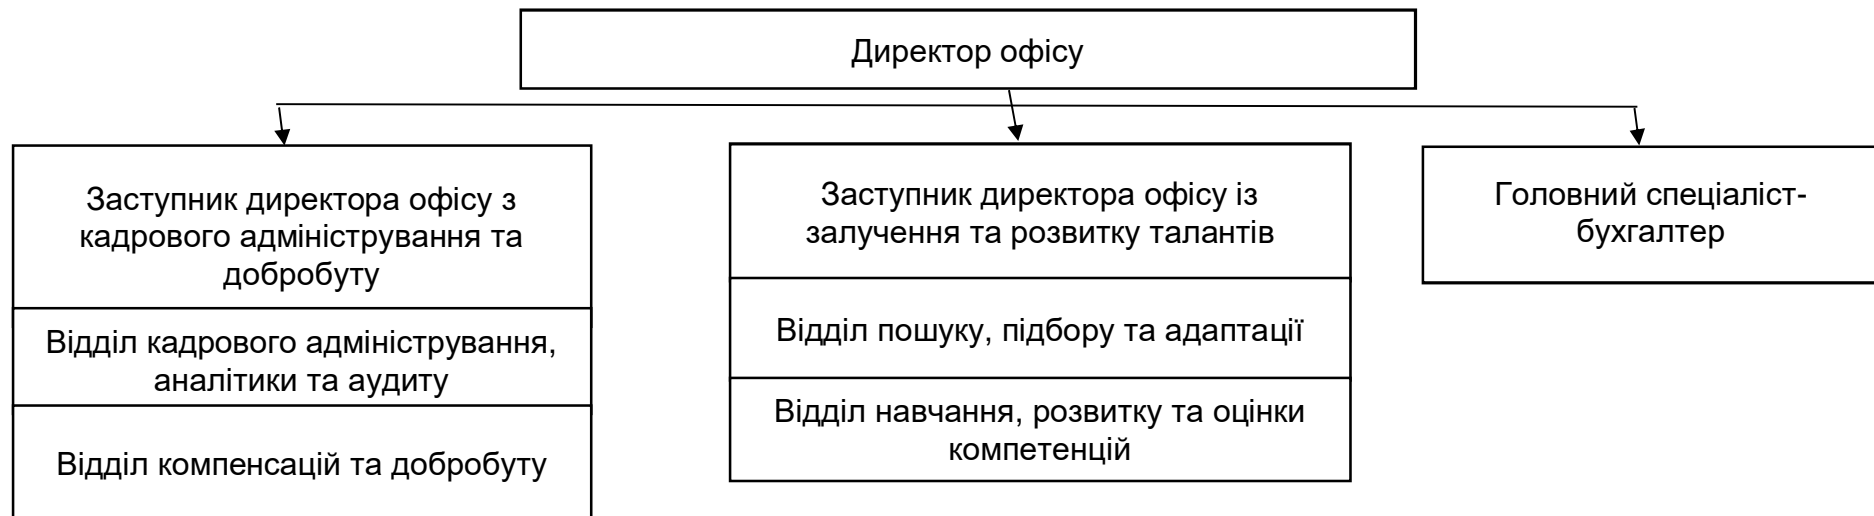 Директор офісу
Заступник директора офісу з
кадрового адміністрування та
добробуту
Відділ кадрового адміністрування,
аналітики та аудиту
Відділ компенсацій та добробуту
Заступник директора офісу із
залучення та розвитку талантів
Відділ пошуку, підбору та адаптації
Відділ навчання, розвитку та оцінки
компетенцій
Головний спеціаліст-
бухгалтер